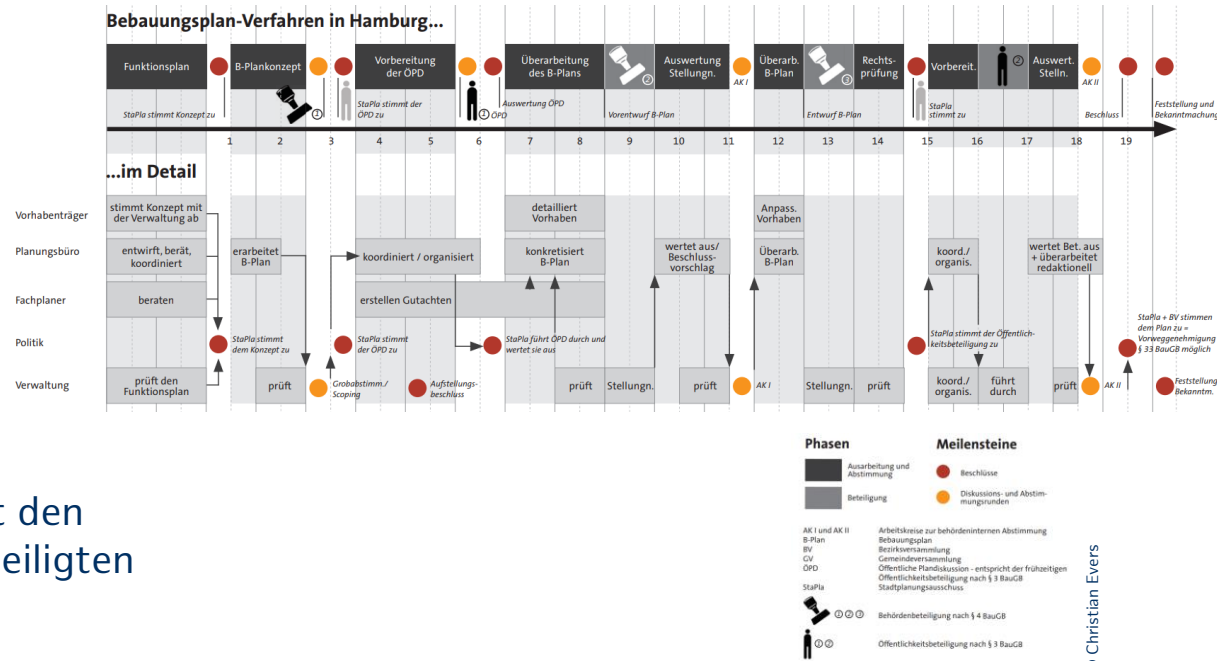 Bebauungsplan-Verfahren in Hamburg...
Funktionsplan
B-Plankonzept
Vorbereitung
der ÖPD
Überarbeitung
des B-Plans
②
Auswertung
Stellungn.
Überarb.
B-Plan
③
Rechts-
prüfung
Vorbereit.
②
Auswert.
Stelln.
StaPla stimmt Konzept zu
①
StaPla stimmt der
ÖPD zu
① ÖPD
Auswertung ÖPD
Vorentwurf B-Plan
AK I
Entwurf B-Plan
StaPla
stimmt zu
AK II
Beschluss
Feststellung und
Bekanntmachung
1 2 3 4 5 6 7 8 9 10 11 12 13 14 15 16 17 18 19
...im Detail
Vorhabenträger
stimmt Konzept mit
der Verwaltung ab
detailliert
Vorhaben
Anpass.
Vorhaben
Planungsbüro
entwirft, berät,
koordiniert
erarbeitet
B-Plan
koordiniert / organisiert
konkretisiert
B-Plan
wertet aus/
Beschluss-
vorschlag
Überarb.
B-Plan
koord./
organis.
wertet Bet. aus
+ überarbeitet
redaktionell
Fachplaner
beraten
erstellen Gutachten
Politik
StaPla stimmt
dem Konzept zu
StaPla stimmt
der ÖPD zu
StaPla führt ÖPD durch und
wertet sie aus
StaPla stimmt der Öffentlich-
keitsbeteiligung zu
StaPla + BV stimmen
dem Plan zu =
Vorweggenehmigung
§ 33 BauGB möglich
Verwaltung
prüft den
Funktionsplan
prüft
Grobabstimm./
Scoping
Aufstellungs-
beschluss
prüft
Stellungn.
prüft
AK I
Stellungn.
prüft
koord./
organis.
führt
durch
prüft
AK II
Feststellung
Bekanntm.
t den
eiligten
Phasen
Ausarbeitung und
Abstimmung
Beteiligung
Meilensteine
Beschlüsse
Diskussions- und Abstim-
mungsrunden
AK I und AK II Arbeitskreise zur behördeninternen Abstimmung
B-Plan Bebauungsplan
BV Bezirksversammlung
GV Gemeindeversammlung
ÖPD Öffentliche Plandiskussion - entspricht der frühzeitigen
Öffentlichkeitsbeteiligung nach § 3 BauGB
StaPla Stadtplanungsausschuss
① ② ③ Behördenbeteiligung nach § 4 BauGB
① ② Öffentlichkeitsbeteiligung nach § 3 BauGB
Christian Evers